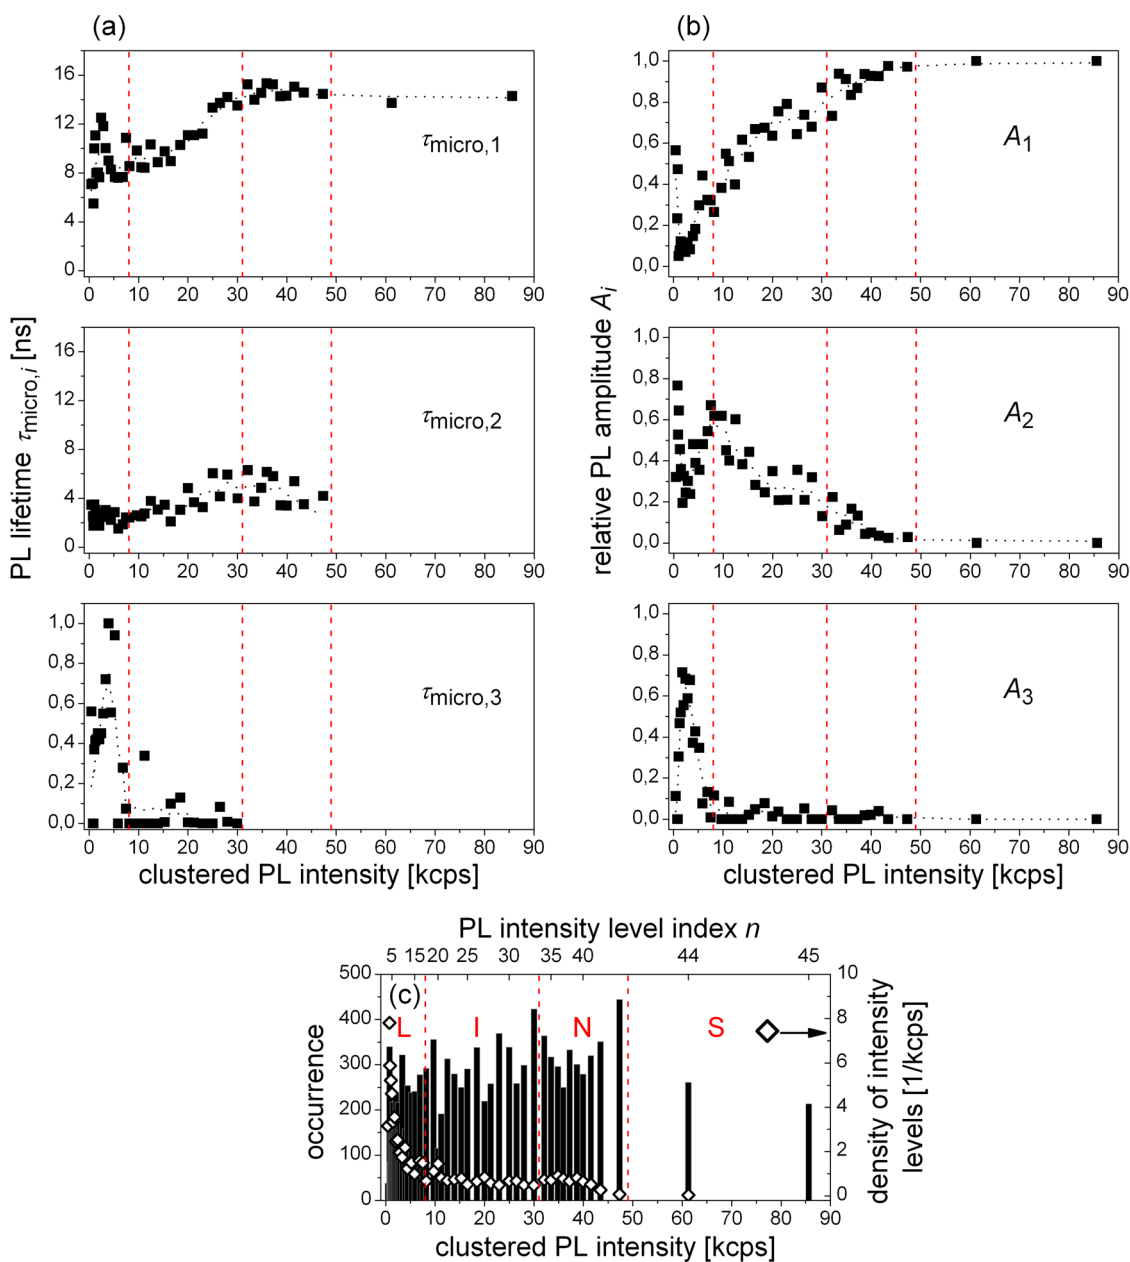 (a)
(b)
PL lifetime τmicro,i [ns]
16
12
8
4
0
τmicro,1
0 10 20 30 40 50 60 70 80 90
16
12
8
4
0
τmicro,2
0 10 20 30 40 50 60 70 80 90
1,0
0,8
0,6
0,4
0,2
0,0
τmicro,3
0 10 20 30 40 50 60 70 80 90
clustered PL intensity [kcps]
relative PL amplitude Ai
1,0
0,8
0,6
0,4
0,2
0,0
A1
0 10 20 30 40 50 60 70 80 90
1,0
0,8
0,6
0,4
0,2
0,0
A2
0 10 20 30 40 50 60 70 80 90
1,0
0,8
0,6
0,4
0,2
0,0
A3
0 10 20 30 40 50 60 70 80 90
clustered PL intensity [kcps]
PL intensity level index n
5 15 20 25 30 35 40 44 45
(c)
L I N S
occurrence
500
400
300
200
100
0
10
8
6
4
2
0
density of intensity
levels [1/kcps]
0 10 20 30 40 50 60 70 80 90
clustered PL intensity [kcps]